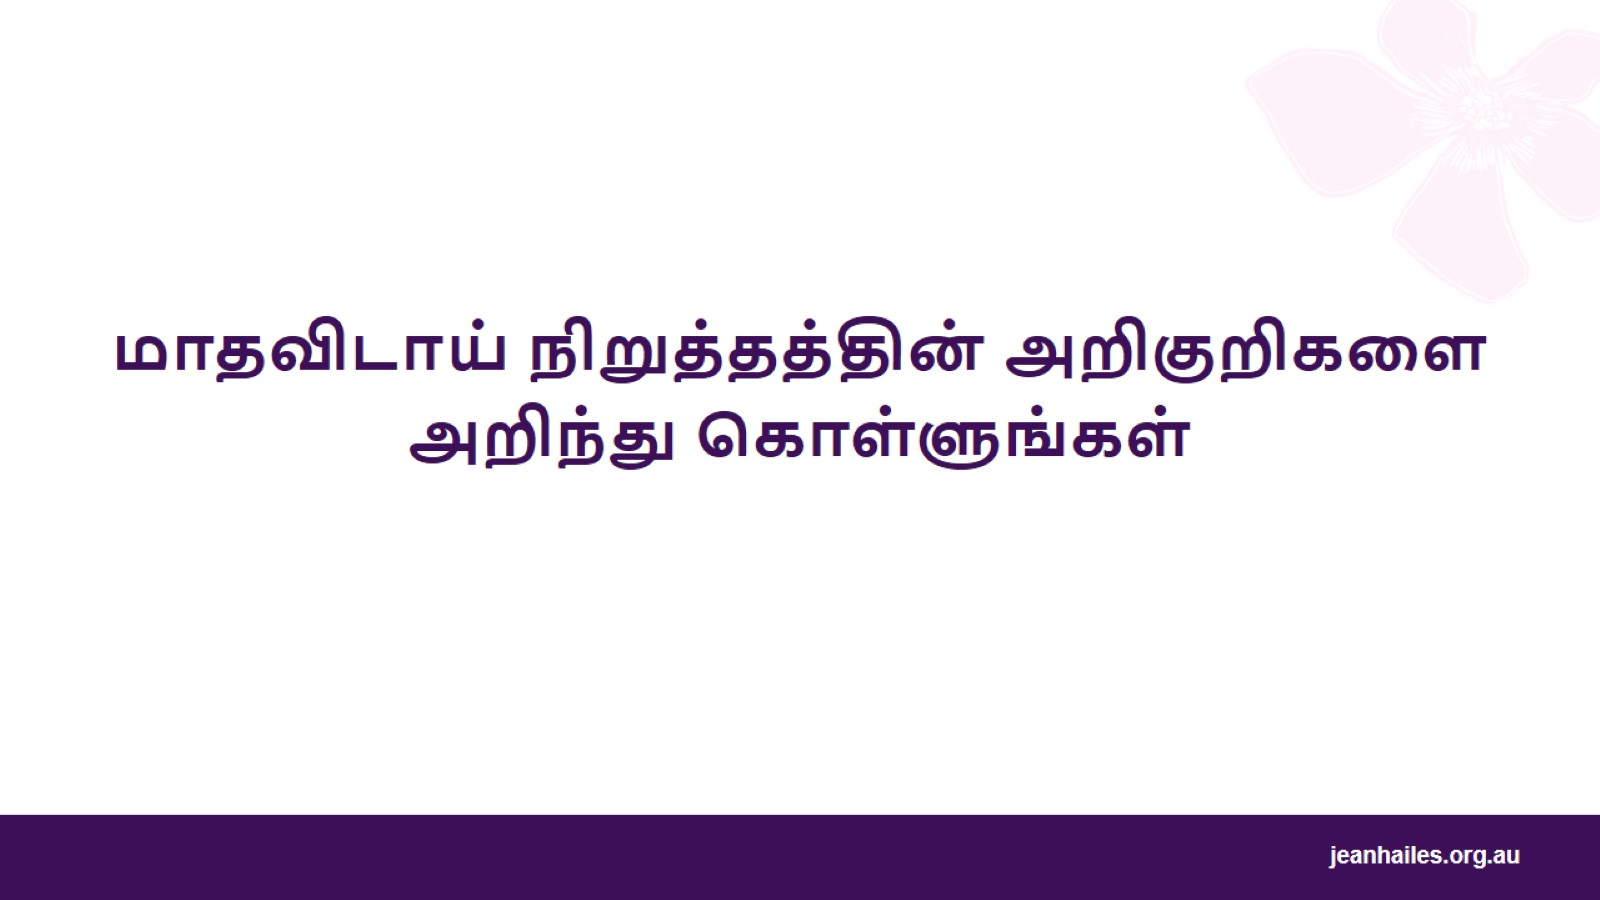 மாதவிடாய் நிறுத்தத்தின் அறிகுறிகளை
அறிந்து கொள்ளுங்கள்
jeanhailes.org.au